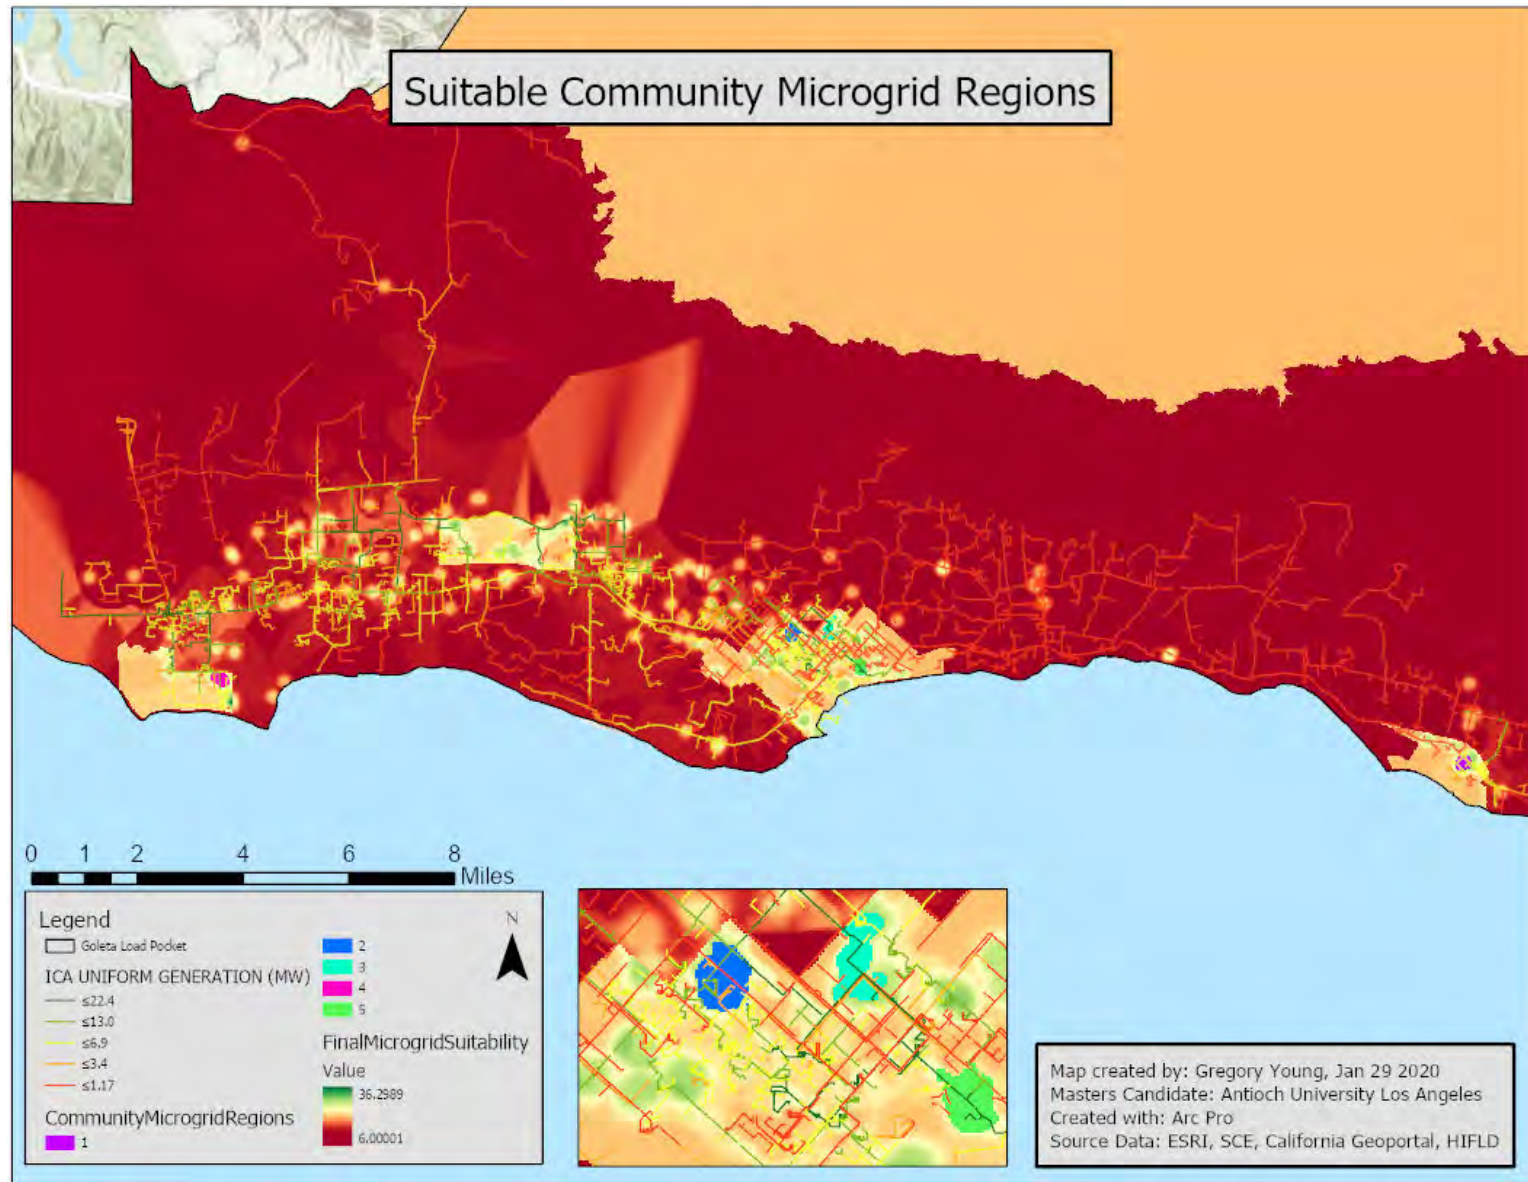 Suitable Community Microgrid Regions
0 1 2 4 6 8
Miles
Legend
Goleta Load Pocket
ICA UNIFORM GENERATION (MW)
≤22.4
≤13.0
≤6.9
≤3.4
≤1.17
CommunityMicrogridRegions
1
N
2
3
4
5
FinalMicrogridSuitability
Value
36.2989
6.00001
Map created by: Gregory Young, Jan 29 2020
Masters Candidate: Antioch University Los Angeles
Created with: Arc Pro
Source Data: ESRI, SCE, California Geoportal, HIFLD